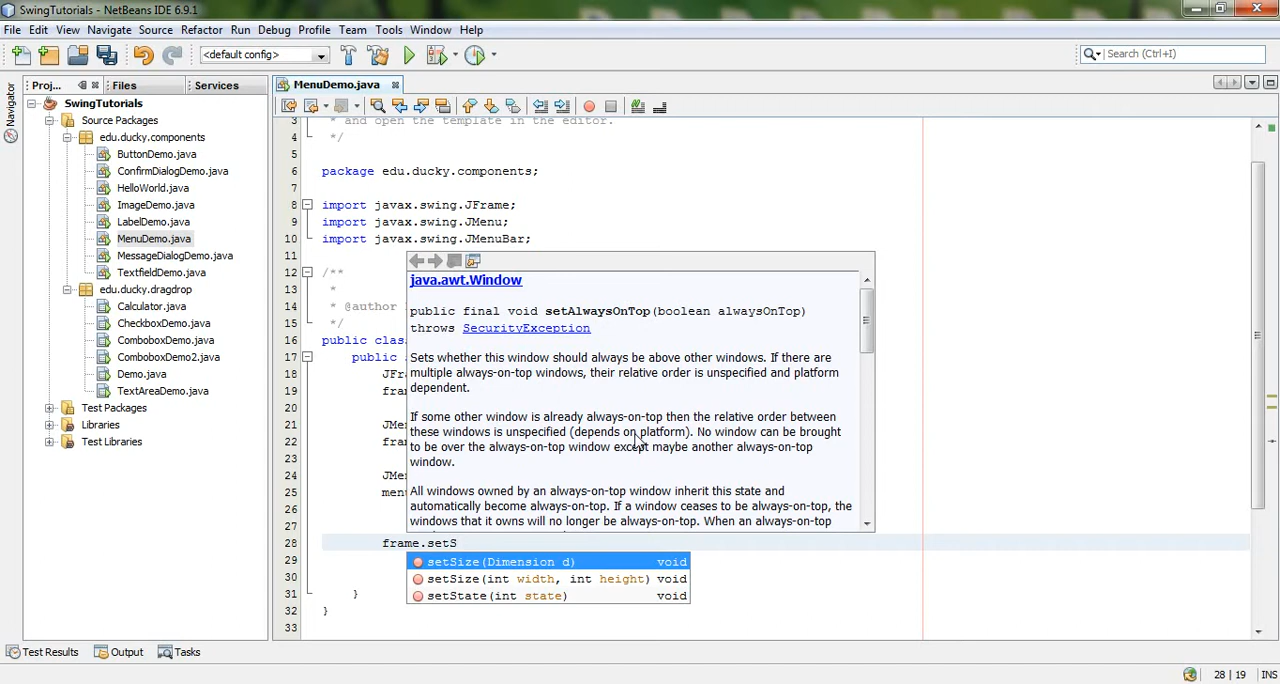 SwingTutorials - NetBeans IDE 6.9.1
File Edit View Navigate Source Refactor Run Debug Profile Team Tools Window Help
<default config>
Search (Ctrl+I)
Proj...
Files
Services
Navigator
SwingTutorials
Source Packages
edu.ducky.components
ButtonDemo.java
ConfirmDialogDemo.java
HelloWorld.java
ImageDemo.java
LabelDemo.java
MenuDemo.java
MessageDialogDemo.java
TextfieldDemo.java
edu.ducky.dragdrop
Calculator.java
CheckboxDemo.java
ComboboxDemo.java
ComboboxDemo2.java
Demo.java
TextAreaDemo.java
Test Packages
Libraries
Test Libraries
MenuDemo.java
3 * and open the template in the editor.
4 */
5
6 package edu.ducky.components;
7
8 import javax.swing.JFrame;
9 import javax.swing.JMenu;
10 import javax.swing.JMenuBar;
11
12 /**
13 *
14 * @author
15 */
16 public clas
17 public
18 JF
19 fram
20
21 JM
22 fram
23
24 JMe
25 men
26
27
28 frame.setS
29
30
31 }
32 }
33
java.awt.Window
public final void setAlwaysOnTop(boolean alwaysOnTop)
throws SecurityException
Sets whether this window should always be above other windows. If there are
multiple always-on-top windows, their relative order is unspecified and platform
dependent.
If some other window is already always-on-top then the relative order between
these windows is unspecified (depends on platform). No window can be brought
to be over the always-on-top window except maybe another always-on-top
window.
All windows owned by an always-on-top window inherit this state and
automatically become always-on-top. If a window ceases to be always-on-top, the
windows that it owns will no longer be always-on-top. When an always-on-top
setSize(Dimension d) void
setSize(int width, int height) void
setState(int state) void
Test Results
Output
Tasks
28 | 19 INS